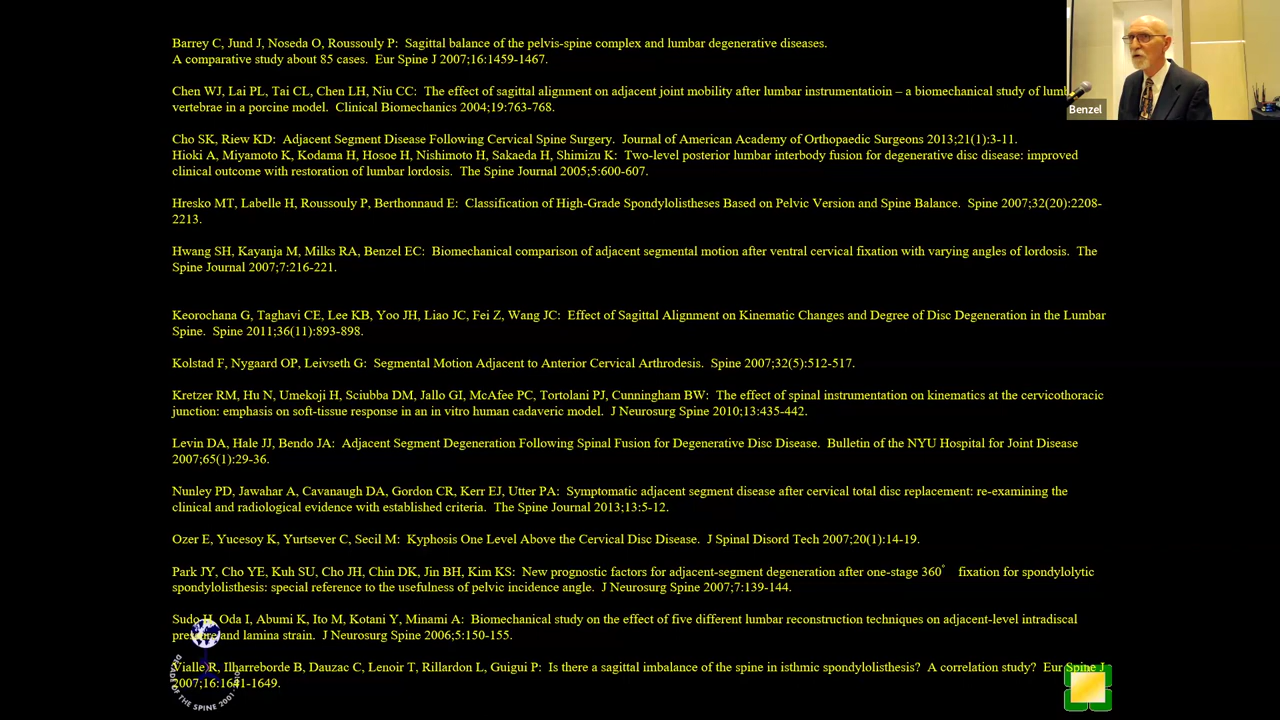 Barrey C, Jund J, Noseda O, Roussouly P: Sagittal balance of the pelvis-spine complex and lumbar degenerative diseases.
A comparative study about 85 cases. Eur Spine J 2007;16:1459-1467.
Benzel
Chen WJ, Lai PL, Tai CL, Chen LH, Niu CC: The effect of sagittal alignment on adjacent joint mobility after lumbar instrumentatioin – a biomechanical study of lumb
vertebrae in a porcine model. Clinical Biomechanics 2004;19:763-768.
Cho SK, Riew KD: Adjacent Segment Disease Following Cervical Spine Surgery. Journal of American Academy of Orthopaedic Surgeons 2013;21(1):3-11.
Hioki A, Miyamoto K, Kodama H, Hosoe H, Nishimoto H, Sakaeda H, Shimizu K: Two-level posterior lumbar interbody fusion for degenerative disc disease: improved
clinical outcome with restoration of lumbar lordosis. The Spine Journal 2005;5:600-607.
Hresko MT, Labelle H, Roussouly P, Berthonnaud E: Classification of High-Grade Spondylolistheses Based on Pelvic Version and Spine Balance. Spine 2007;32(20):2208-
2213.
Hwang SH, Kayanja M, Milks RA, Benzel EC: Biomechanical comparison of adjacent segmental motion after ventral cervical fixation with varying angles of lordosis. The
Spine Journal 2007;7:216-221.
Keorochana G, Taghavi CE, Lee KB, Yoo JH, Liao JC, Fei Z, Wang JC: Effect of Sagittal Alignment on Kinematic Changes and Degree of Disc Degeneration in the Lumbar
Spine. Spine 2011;36(11):893-898.
Kolstad F, Nygaard OP, Leivseth G: Segmental Motion Adjacent to Anterior Cervical Arthrodesis. Spine 2007;32(5):512-517.
Kretzer RM, Hu N, Umekoji H, Sciubba DM, Jallo GI, McAfee PC, Tortolani PJ, Cunningham BW: The effect of spinal instrumentation on kinematics at the cervicothoracic
junction: emphasis on soft-tissue response in an in vitro human cadaveric model. J Neurosurg Spine 2010;13:435-442.
Levin DA, Hale JJ, Bendo JA: Adjacent Segment Degeneration Following Spinal Fusion for Degenerative Disc Disease. Bulletin of the NYU Hospital for Joint Disease
2007;65(1):29-36.
Nunley PD, Jawahar A, Cavanaugh DA, Gordon CR, Kerr EJ, Utter PA: Symptomatic adjacent segment disease after cervical total disc replacement: re-examining the
clinical and radiological evidence with established criteria. The Spine Journal 2013;13:5-12.
Ozer E, Yucesoy K, Yurtsever C, Secil M: Kyphosis One Level Above the Cervical Disc Disease. J Spinal Disord Tech 2007;20(1):14-19.
Park JY, Cho YE, Kuh SU, Cho JH, Chin DK, Jin BH, Kim KS: New prognostic factors for adjacent-segment degeneration after one-stage 360° fixation for spondylolytic
spondylolisthesis: special reference to the usefulness of pelvic incidence angle. J Neurosurg Spine 2007;7:139-144.
Sudo H, Oda I, Abumi K, Ito M, Kotani Y, Minami A: Biomechanical study on the effect of five different lumbar reconstruction techniques on adjacent-level intradiscal
pressure and lamina strain. J Neurosurg Spine 2006;5:150-155.
Vialle R, Ilharreborde B, Dauzac C, Lenoir T, Rillardon L, Guigui P: Is there a sagittal imbalance of the spine in isthmic spondylolisthesis? A correlation study? Eur Spine J
2007;16:1641-1649.
DECADE OF THE SPINE 2001 -